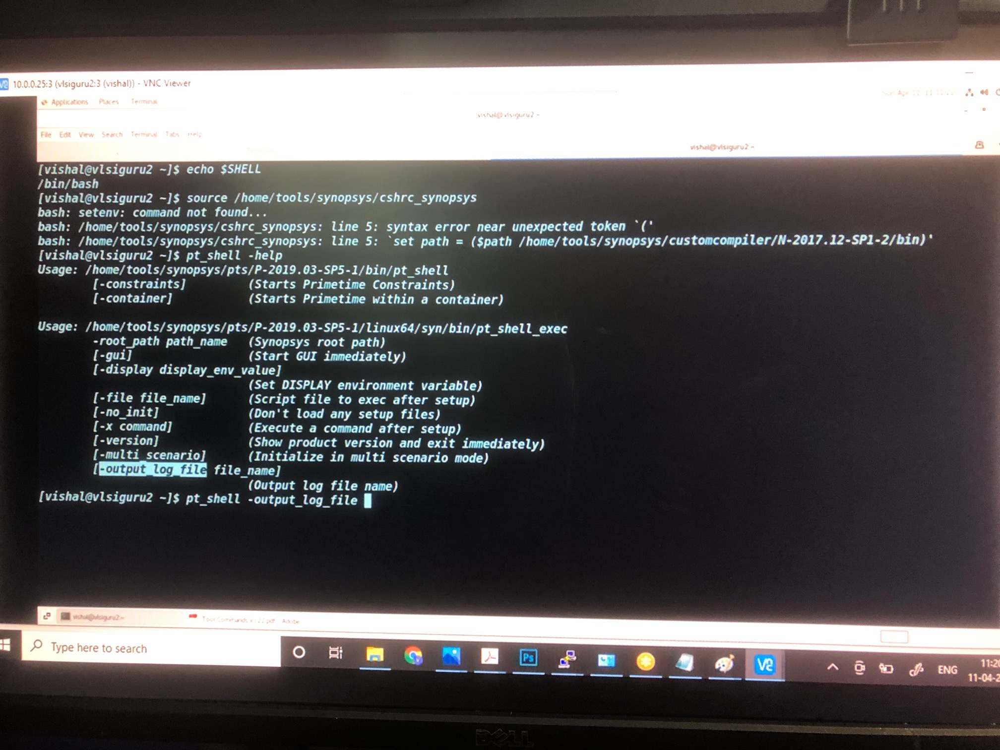 10.0.0.25:3 (vlsiguru2:3 (vishal)) - VNC Viewer
Applications Places Terminal
vishal@vlsiguru2:~
File Edit View Search Terminal Tabs Help
vishal@vlsiguru2:~
[vishal@vlsiguru2 ~]$ echo $SHELL
/bin/bash
[vishal@vlsiguru2 ~]$ source /home/tools/synopsys/cshrc_synopsys
bash: setenv: command not found...
bash: /home/tools/synopsys/cshrc_synopsys: line 5: syntax error near unexpected token `('
bash: /home/tools/synopsys/cshrc_synopsys: line 5: `set path = ($path /home/tools/synopsys/customcompiler/N-2017.12-SP1-2/bin)'
[vishal@vlsiguru2 ~]$ pt_shell -help
Usage: /home/tools/synopsys/pts/P-2019.03-SP5-1/bin/pt_shell
[-constraints] (Starts Primetime Constraints)
[-container] (Starts Primetime within a container)
Usage: /home/tools/synopsys/pts/P-2019.03-SP5-1/linux64/syn/bin/pt_shell_exec
-root_path path_name (Synopsys root path)
[-gui] (Start GUI immediately)
[-display display_env_value]
(Set DISPLAY environment variable)
[-file file_name] (Script file to exec after setup)
[-no_init] (Don't load any setup files)
[-x command] (Execute a command after setup)
[-version] (Show product version and exit immediately)
[-multi_scenario] (Initialize in multi scenario mode)
[-output_log_file file_name]
(Output log file name)
[vishal@vlsiguru2 ~]$ pt_shell -output_log_file
vishal@vlsiguru2:~
Tool Commands
Type here to search
Ps
ENG
11:20
11-04-2
DELL